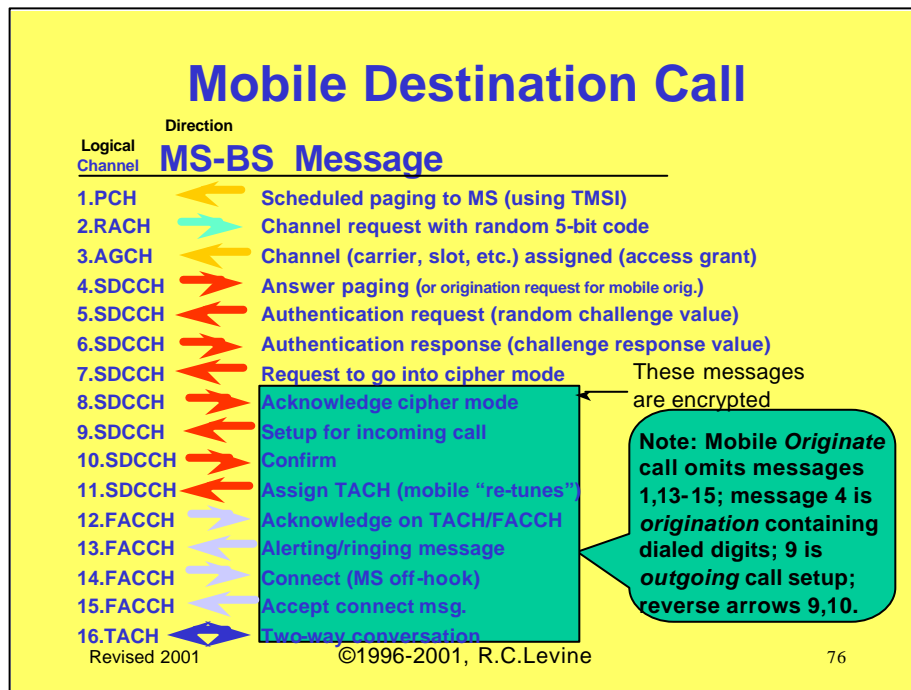 Mobile Destination Call
Direction
Logical
Channel MS-BS Message
1.PCH Scheduled paging to MS (using TMSI)
2.RACH Channel request with random 5-bit code
3.AGCH Channel (carrier, slot, etc.) assigned (access grant)
4.SDCCH Answer paging (or origination request for mobile orig.)
5.SDCCH Authentication request (random challenge value)
6.SDCCH Authentication response (challenge response value)
7.SDCCH Request to go into cipher mode
8.SDCCH Acknowledge cipher mode
9.SDCCH Setup for incoming call
10.SDCCH Confirm
11.SDCCH Assign TACH (mobile “re-tunes”)
12.FACCH Acknowledge on TACH/FACCH
13.FACCH Alerting/ringing message
14.FACCH Connect (MS off-hook)
15.FACCH Accept connect msg.
16.TACH Two-way conversation
These messages
are encrypted
Note: Mobile Originate
call omits messages
1,13-15; message 4 is
origination containing
dialed digits; 9 is
outgoing call setup;
reverse arrows 9,10.
Revised 2001 ©1996-2001, R.C.Levine 76